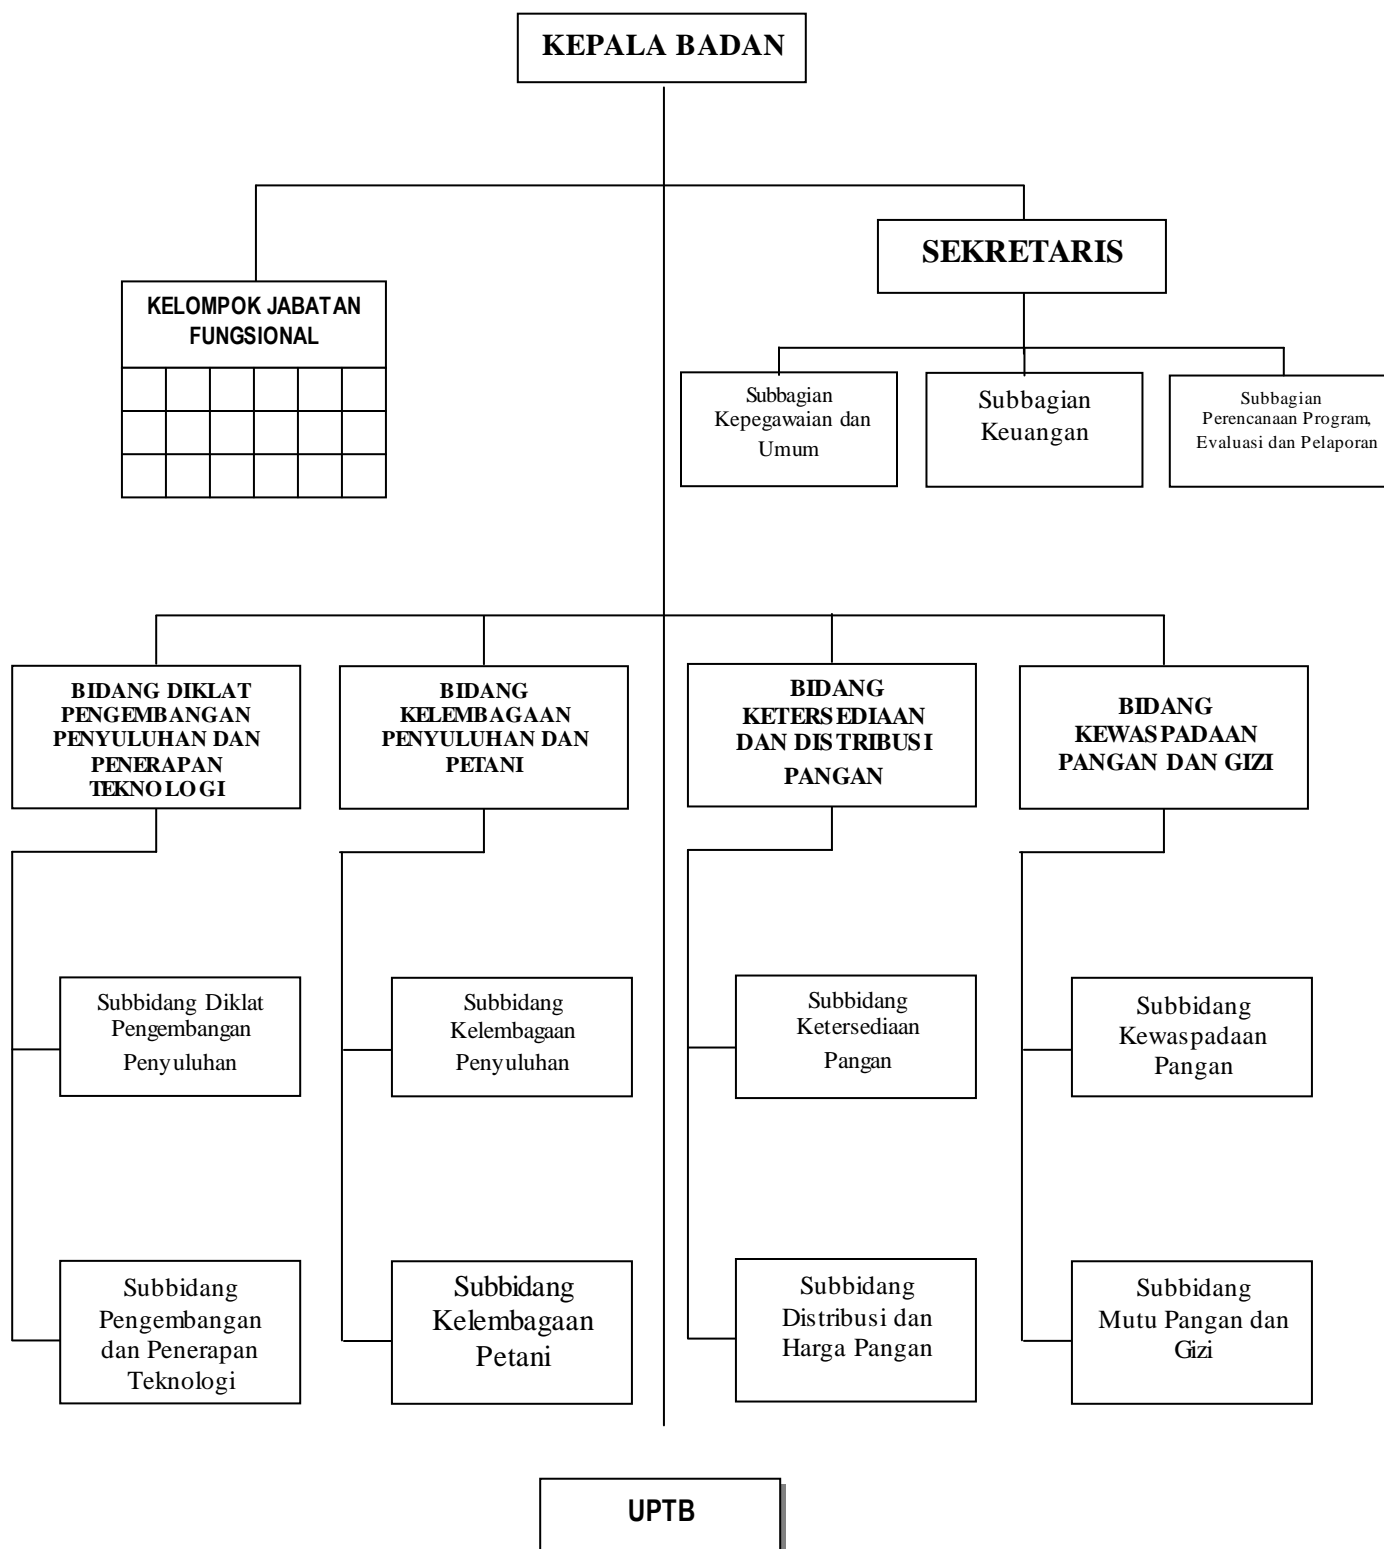 KEPALA BADAN
SEKRETARIS
KELOMPOK JABATAN
FUNGSIONAL
Subbagian
Kepegawaian dan
Umum
Subbagian
Keuangan
Subbagian
Perencanaan Program,
Evaluasi dan Pelaporan
BIDANG DIKLAT
PENGEMBANGAN
PENYULUHAN DAN
PENERAPAN
TEKNOLOGI
BIDANG
KELEMBAGAAN
PENYULUHAN DAN
PETANI
BIDANG
KETERSEDIAAN
DAN DISTRIBUSI
PANGAN
BIDANG
KEWASPADAAN
PANGAN DAN GIZI
Subbidang Diklat
Pengembangan
Penyuluhan
Subbidang
Kelembagaan
Penyuluhan
Subbidang
Ketersediaan
Pangan
Subbidang
Kewaspadaan
Pangan
Subbidang
Pengembangan
dan Penerapan
Teknologi
Subbidang
Kelembagaan
Petani
Subbidang
Distribusi dan
Harga Pangan
Subbidang
Mutu Pangan dan
Gizi
UPTB